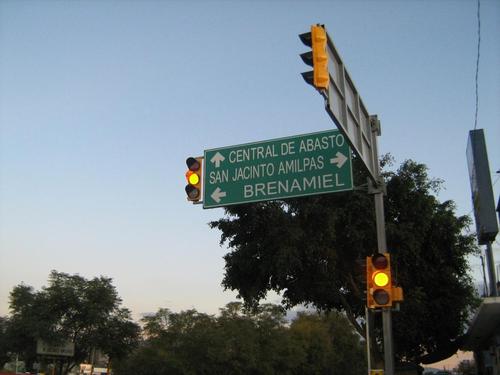 CENTRAL DE ABASTO
SAN JACINTO AMILPAS
BRENAMIEL